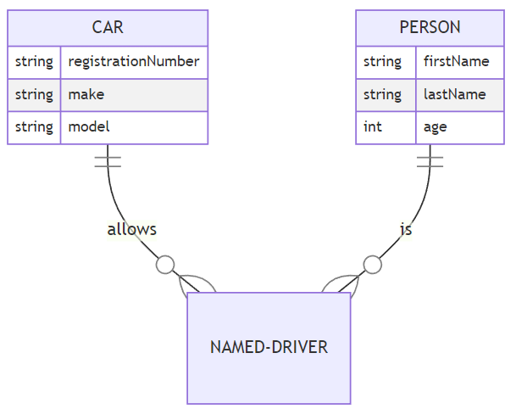 CAR
string registrationNumber
string make
string model
PERSON
string firstName
string lastName
int age
allows
is
NAMED-DRIVER